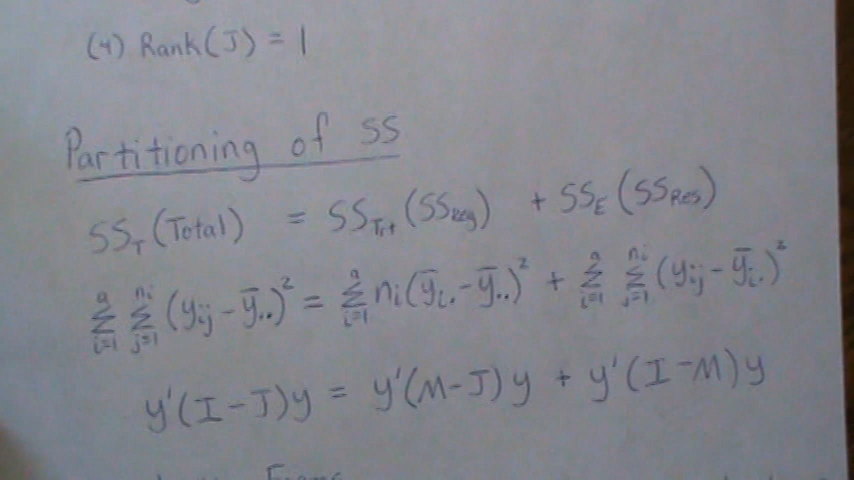 (4) Rank(J) = 1
Partitioning of SS
SS_T (Total) = SS_Trt (SS_Reg) + SS_E (SS_Res)
∑_{i=1}^{a} ∑_{j=1}^{n_i} (y_ij - ȳ..)² = ∑_{i=1}^{a} n_i(ȳ_i. - ȳ..)² + ∑_{i=1}^{a} ∑_{j=1}^{n_i} (y_ij - ȳ_i.)²
y'(I-J)y = y'(M-J)y + y'(I-M)y